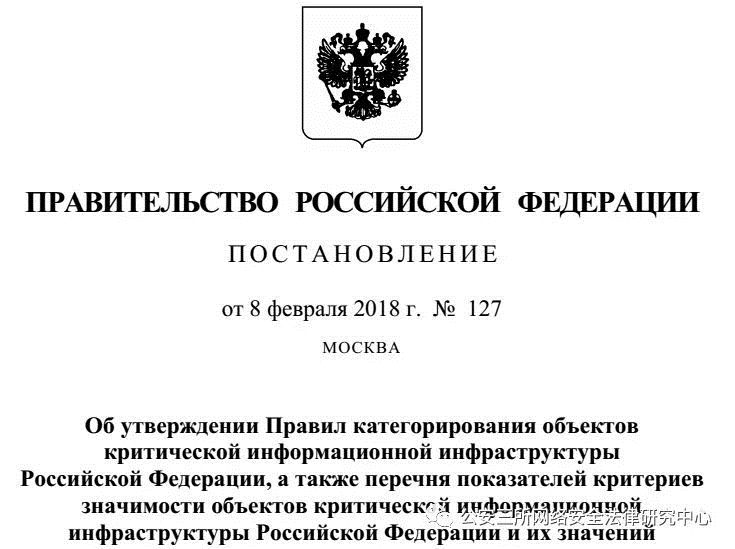 ПРАВИТЕЛЬСТВО РОССИЙСКОЙ ФЕДЕРАЦИИ
ПОСТАНОВЛЕНИЕ
от 8 февраля 2018 г. № 127
МОСКВА
Об утверждении Правил категорирования объектов
критической информационной инфраструктуры
Российской Федерации, а также перечня показателей критериев
значимости объектов критической информационной
инфраструктуры Российской Федерации и их значений
公安三所网络安全法律研究中心